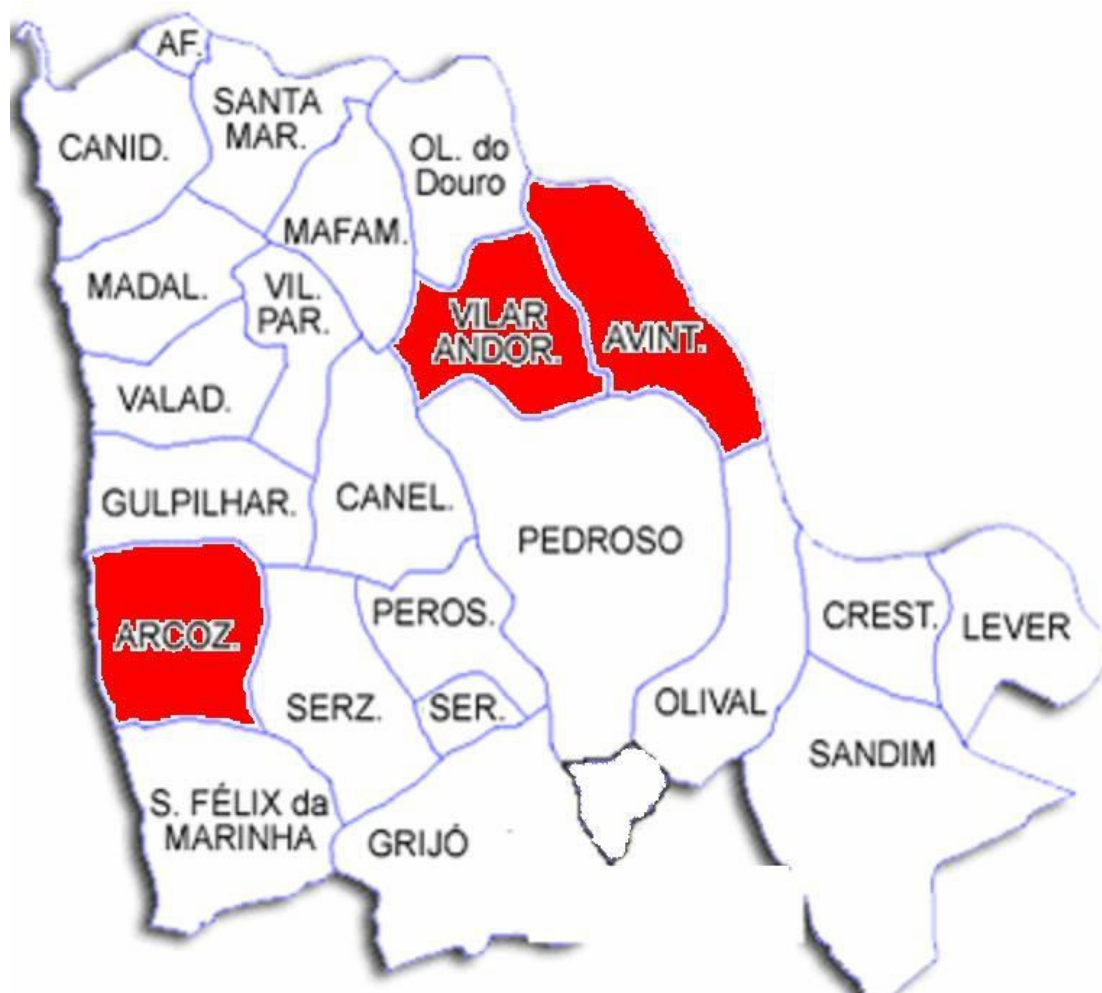 AF.
SANTA
MAR.
CANID.
OL. do
Douro
MAFAM.
MADAL.
VIL.
PAR.
VILAR
ANDOR.
AVINT.
VALAD.
GULPILHAR.
CANEL.
PEDROSO
ARCOZ.
PEROS.
CREST.
LEVER
SERZ.
SER.
OLIVAL
SANDIM
S. FÉLIX da
MARINHA
GRIJÓ